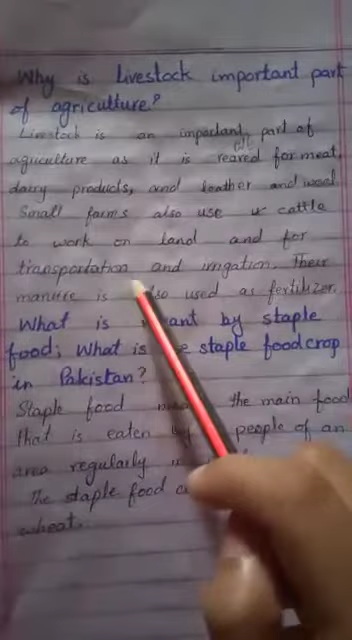 Why is Livestock important part
of agriculture?
Livestock is an important part of
agriculture as it is reared for meat,
dairy products, and leather and wool.
Small farms also use cattle
to work on land and for
transportation and irrigation. Their
manure is also used as fertilizer.
What is by staple
food; What is staple food crop
in Pakistan?
Staple food the main food
that is eaten by people of an
area regularly
The staple food
wheat.